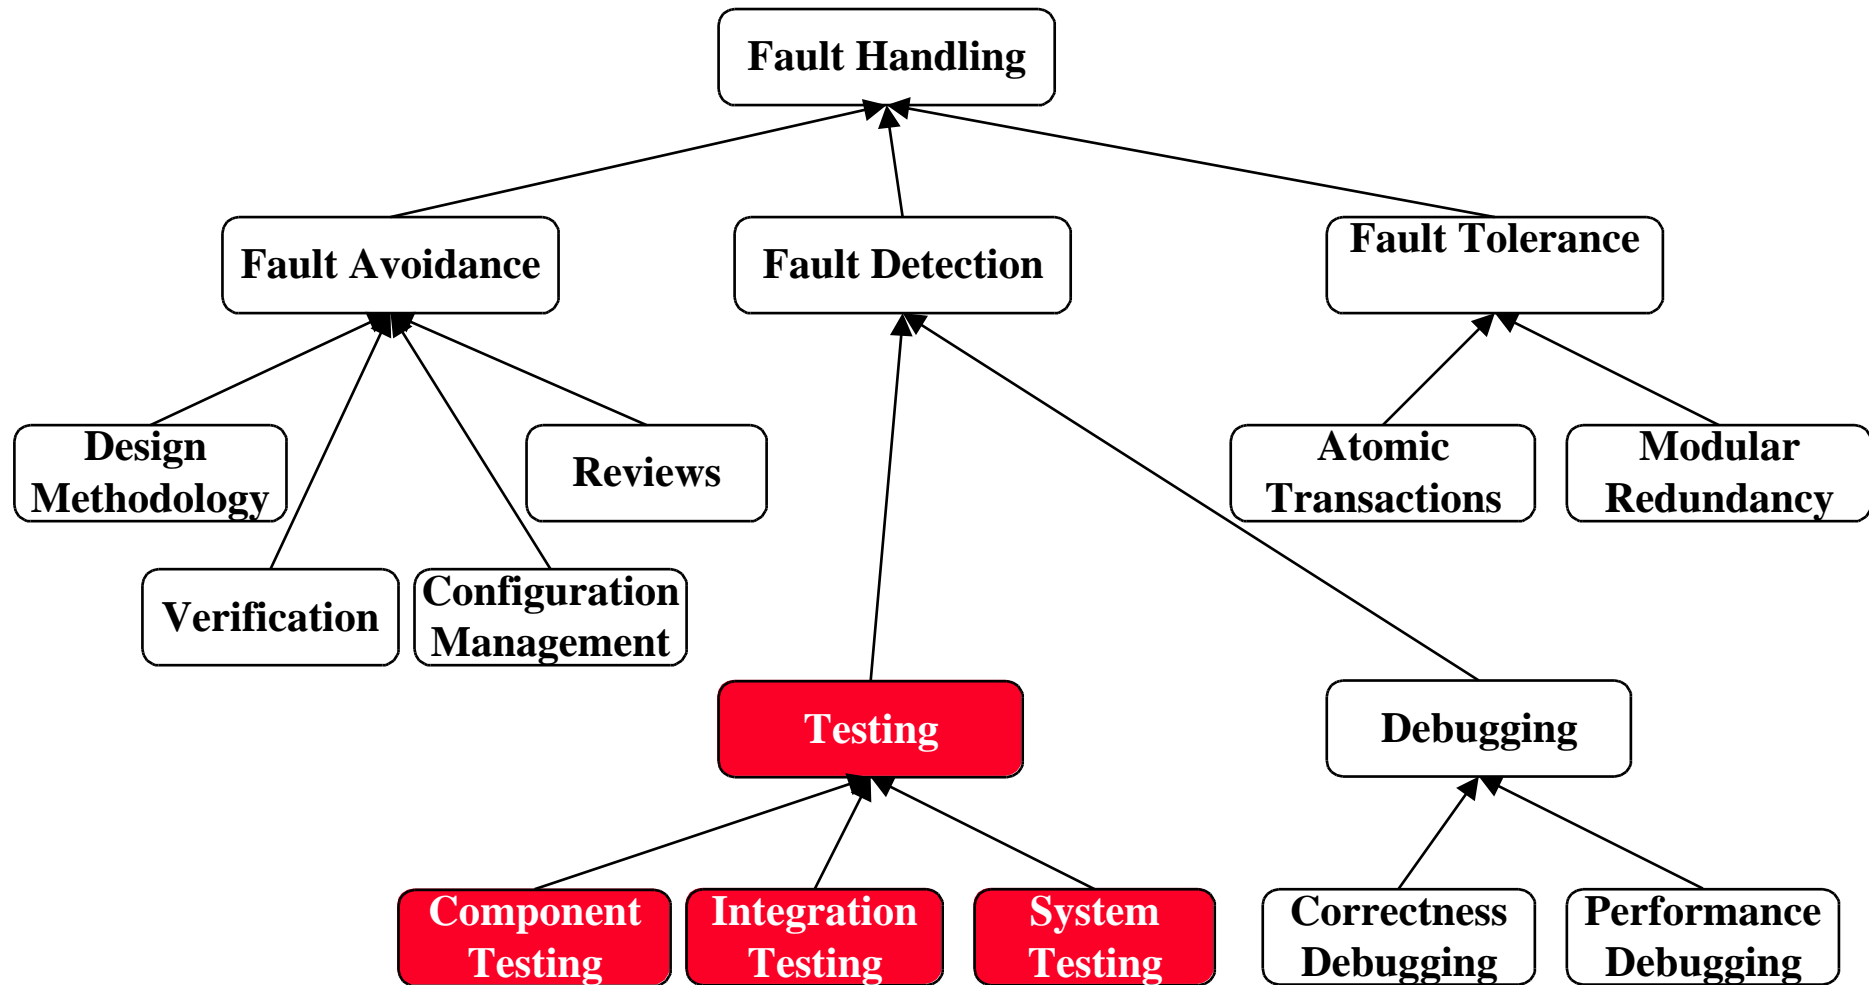 Fault Handling
Fault Avoidance
Fault Detection
Fault Tolerance
Design
Methodology
Reviews
Atomic
Transactions
Modular
Redundancy
Verification
Configuration
Management
Testing
Debugging
Component
Testing
Integration
Testing
System
Testing
Correctness
Debugging
Performance
Debugging